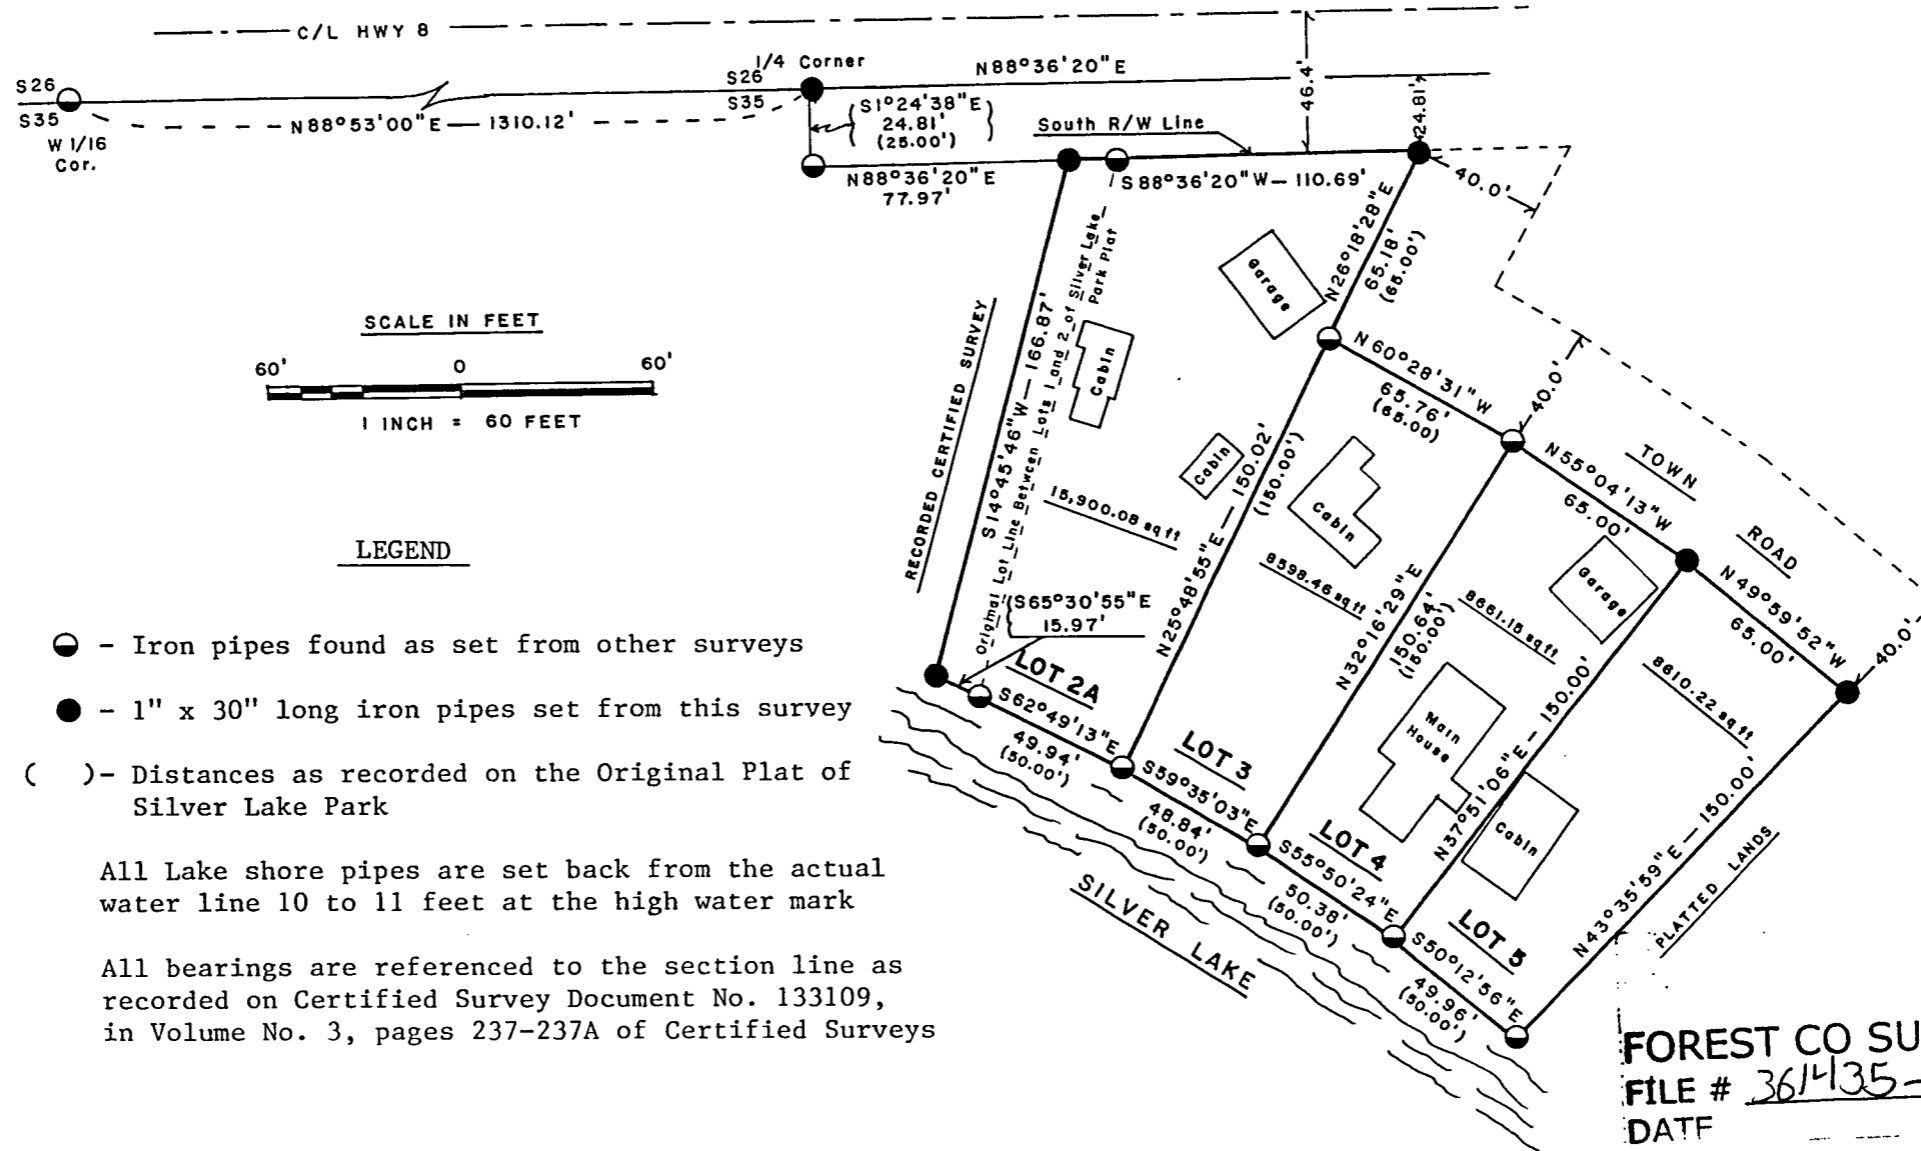 C/L HWY 8
S26
S35
W 1/16
Cor.
N88°53'00"E — 1310.12'
1/4 Corner
S26
S35
N88°36'20"E
46.4'
24.81'
(S1°24'38"E)
24.81'
(25.00')
South R/W Line
N88°36'20"E
77.97'
S88°36'20"W — 110.69'
40.0'
N26°18'28"E
65.18'
(65.00')
Garage
SCALE IN FEET
60' 0 60'
1 INCH = 60 FEET
RECORDED CERTIFIED SURVEY
S14°45'46"W — 166.87'
Original Lot Line Between Lots 1 and 2 of Silver Lake
Park Plat
Cabin
Cabin
15,900.08 sq ft
N25°48'55"E — 150.02'
(150.00')
N60°28'31"W
65.76'
(65.00)
40.0'
Cabin
8598.46 sq ft
N32°16'29"E
150.64'
(150.00')
N55°04'13"W
65.00'
TOWN
ROAD
Garage
8661.15 sq ft
N49°59'52"W
65.00'
40.0'
Main
House
N37°51'06"E — 150.00'
8610.22 sq ft
Cabin
N43°35'59"E — 150.00'
PLATTED LANDS
(S65°30'55"E
15.97'
LOT 2A
S62°49'13"E
49.94'
(50.00')
LOT 3
S59°35'03"E
48.84'
(50.00')
LOT 4
S55°50'24"E
50.38'
(50.00')
LOT 5
S50°12'56"E
49.96'
(50.00')
SILVER LAKE
LEGEND
- Iron pipes found as set from other surveys
- 1" x 30" long iron pipes set from this survey
( )- Distances as recorded on the Original Plat of
Silver Lake Park
All Lake shore pipes are set back from the actual
water line 10 to 11 feet at the high water mark
All bearings are referenced to the section line as
recorded on Certified Survey Document No. 133109,
in Volume No. 3, pages 237-237A of Certified Surveys
FOREST CO SU
FILE # 361435-
DATE